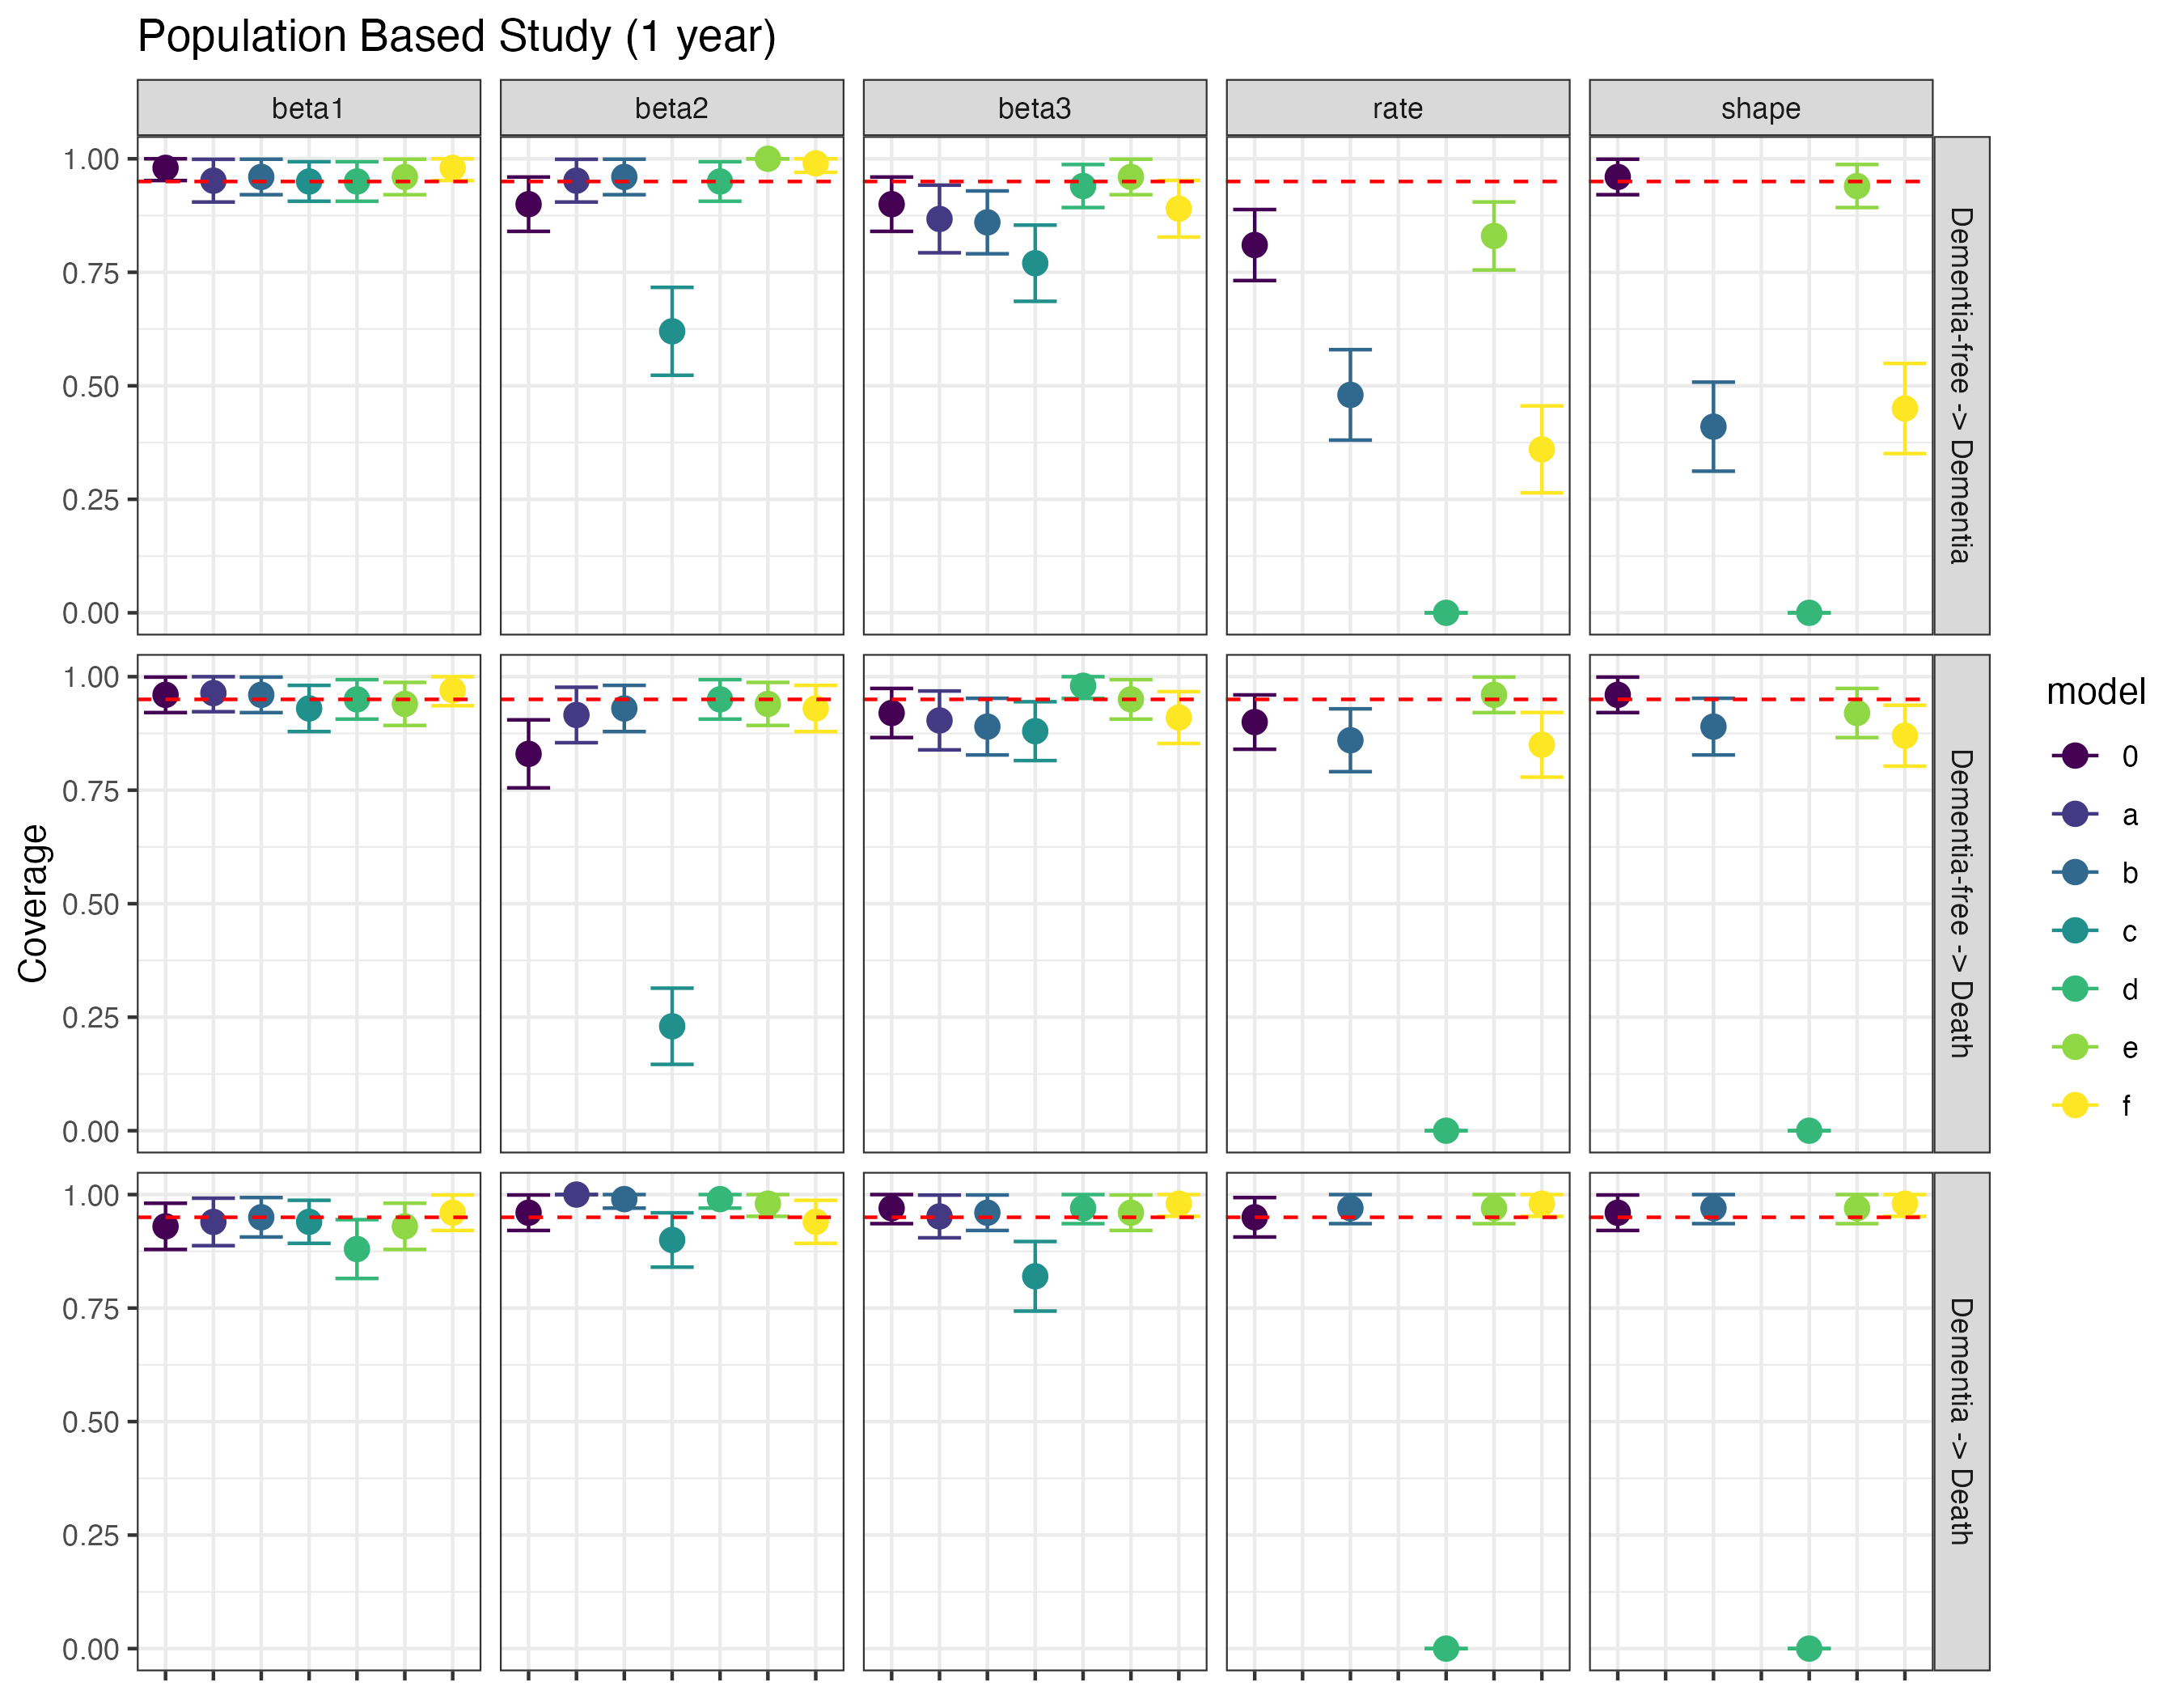 Population Based Study (1 year)
beta1
beta2
beta3
rate
shape
1.00
0.75
0.50
0.25
0.00
Dementia-free -> Dementia
1.00
0.75
0.50
0.25
0.00
Dementia-free -> Death
1.00
0.75
0.50
0.25
0.00
Dementia -> Death
Coverage
model
0
a
b
c
d
e
f